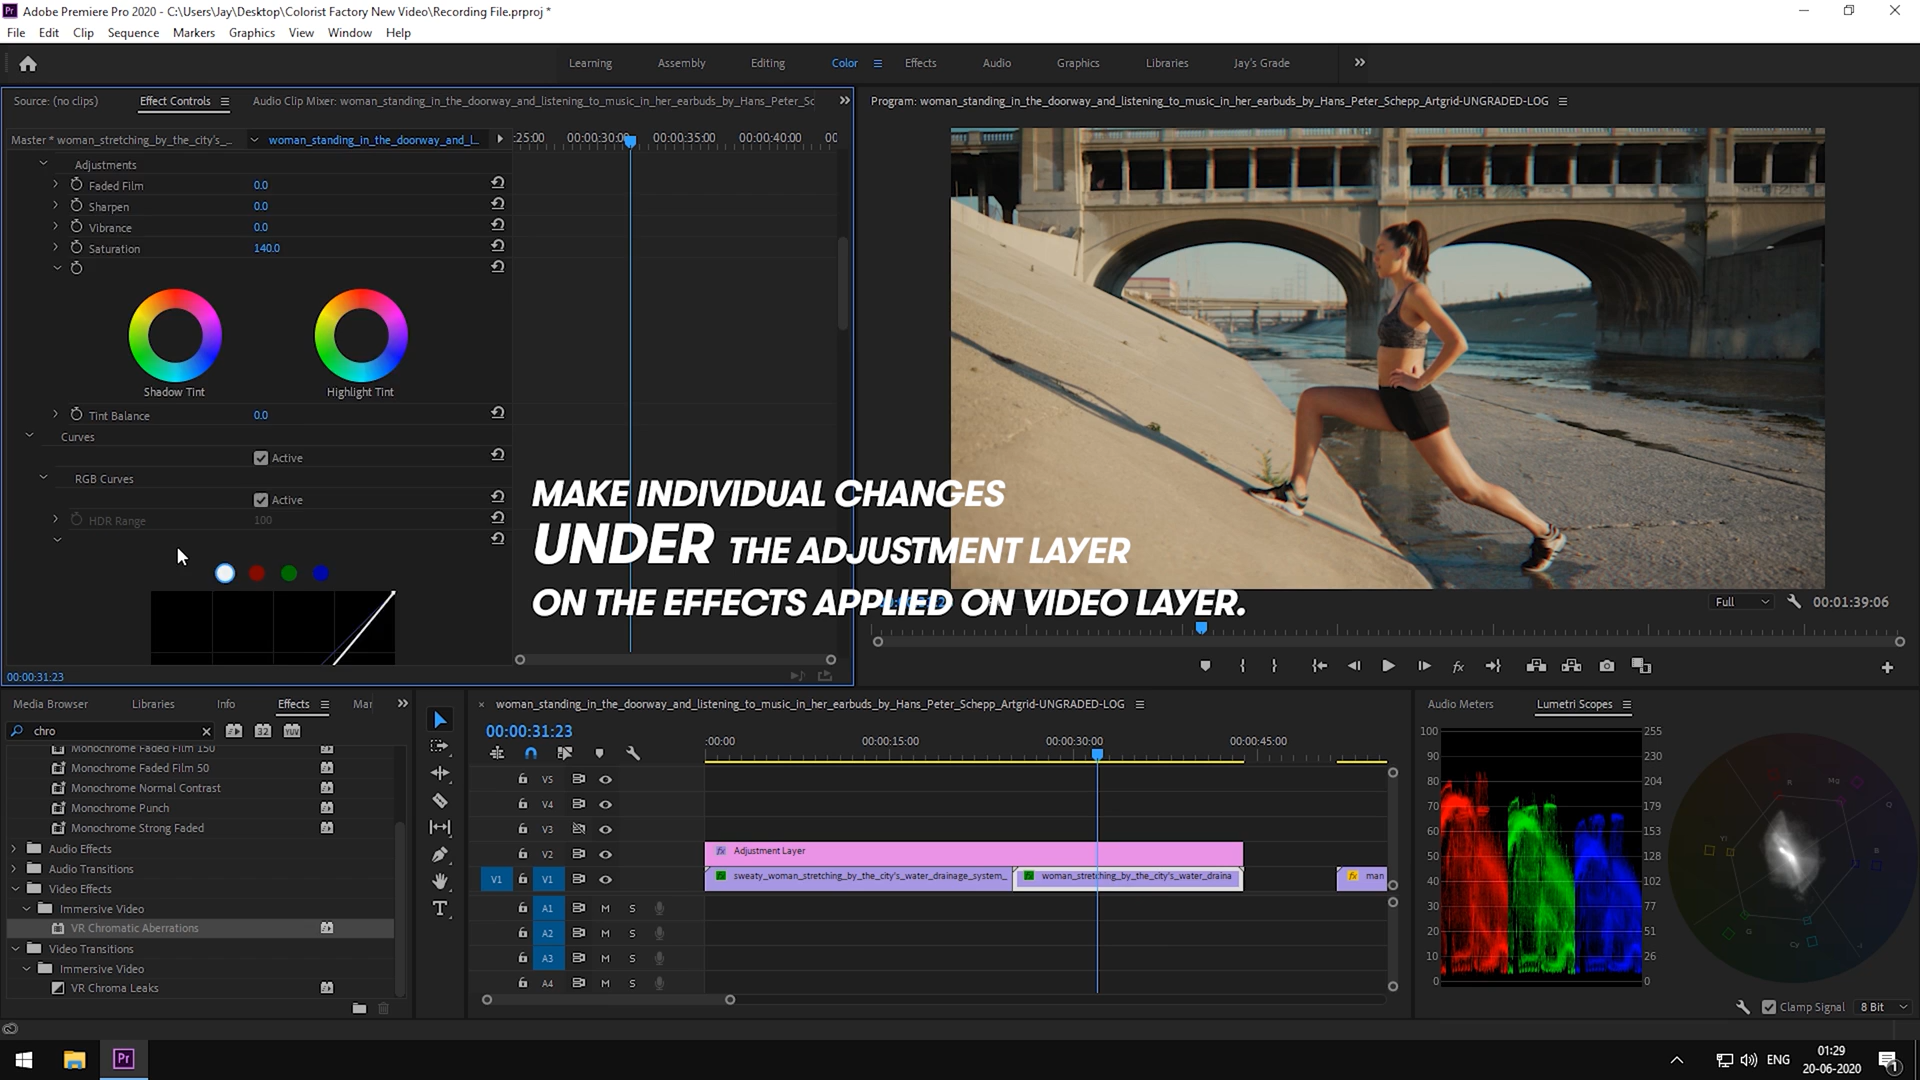 Adobe Premiere Pro 2020 - C:\Users\Jay\Desktop\Colorist Factory New Video\Recording File.prproj *
File Edit Clip Sequence Markers Graphics View Window Help
Learning Assembly Editing Color Effects Audio Graphics Libraries Jay's Grade
Source: (no clips) Effect Controls Audio Clip Mixer: woman_standing_in_the_doorway_and_listening_to_music_in_her_earbuds_by_Hans_Peter_Sc
Program: woman_standing_in_the_doorway_and_listening_to_music_in_her_earbuds_by_Hans_Peter_Schepp_Artgrid-UNGRADED-LOG
Master * woman_stretching_by_the_city's_... woman_standing_in_the_doorway_and_l... :25:00 00:00:30:00 00:00:35:00 00:00:40:00 00
Adjustments
Faded Film 0.0
Sharpen 0.0
Vibrance 0.0
Saturation 140.0
Shadow Tint Highlight Tint
Tint Balance 0.0
Curves
Active
RGB Curves
Active
HDR Range 100
MAKE INDIVIDUAL CHANGES
UNDER THE ADJUSTMENT LAYER
ON THE EFFECTS APPLIED ON VIDEO LAYER.
Full 00:01:39:06
00:00:31:23
Media Browser Libraries Info Effects Mar
chro
Monochrome Faded Film 150
Monochrome Faded Film 50
Monochrome Normal Contrast
Monochrome Punch
Monochrome Strong Faded
Audio Effects
Audio Transitions
Video Effects
Immersive Video
VR Chromatic Aberrations
Video Transitions
Immersive Video
VR Chroma Leaks
woman_standing_in_the_doorway_and_listening_to_music_in_her_earbuds_by_Hans_Peter_Schepp_Artgrid-UNGRADED-LOG
00:00:31:23
:00:00 00:00:15:00 00:00:30:00 00:00:45:00
V5
V4
V3
V2 Adjustment Layer
V1 V1 sweaty_woman_stretching_by_the_city's_water_drainage_system_ woman_stretching_by_the_city's_water_draina man
A1 M S
A2 M S
A3 M S
A4 M S
Audio Meters Lumetri Scopes
100 255
90 230
80 204
70 179
60 153
50 128
40 102
30 77
20 51
10 26
0 0
R Mg B Cy G Yl
Clamp Signal 8 Bit
Pr ENG 01:29
20-06-2020
1